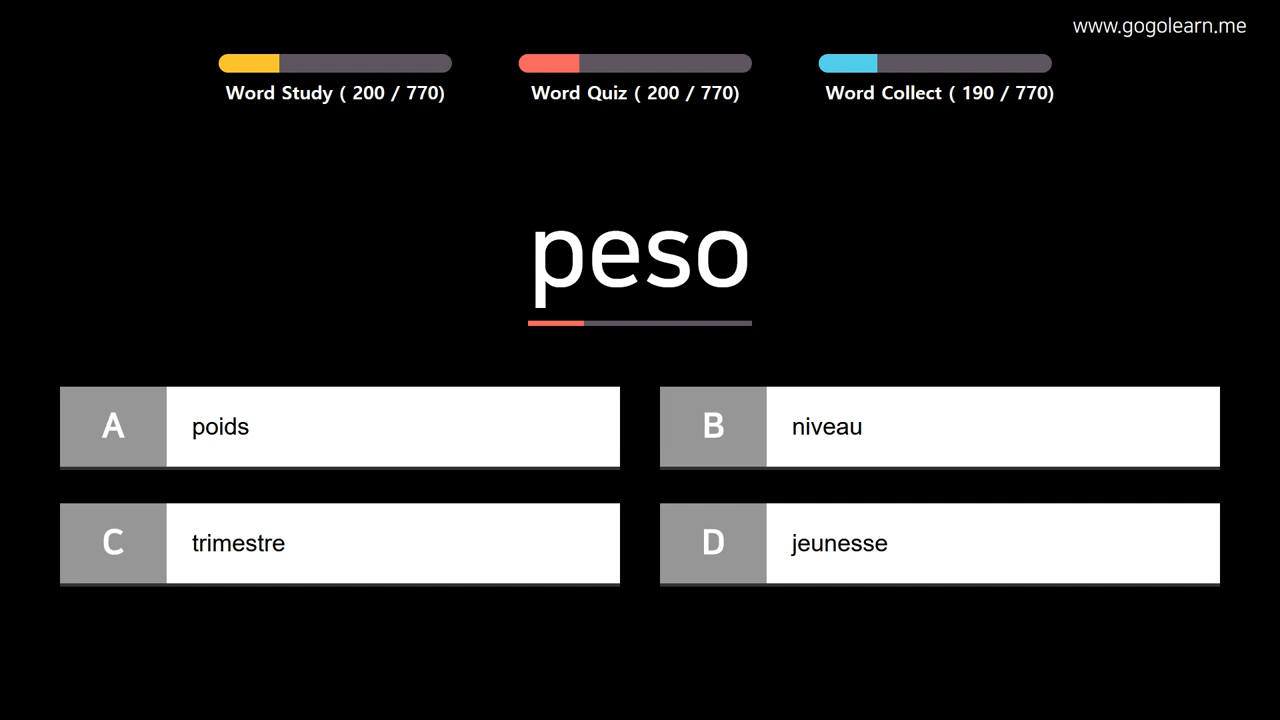 www.gogolearn.me
Word Study ( 200 / 770)
Word Quiz ( 200 / 770)
Word Collect ( 190 / 770)
peso
A poids
B niveau
C trimestre
D jeunesse